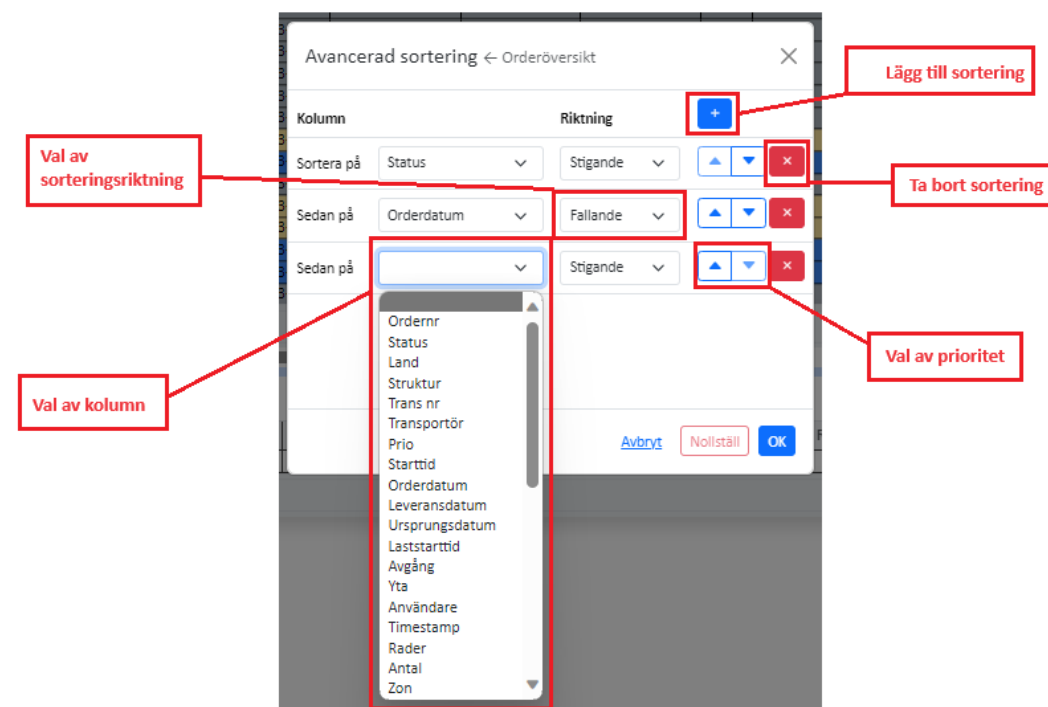 Avancerad sortering ← Orderöversikt
Lägg till sortering
Kolumn
Riktning
+
Val av
sorteringsriktning
Sortera på
Status
Stigande
Ta bort sortering
Sedan på
Orderdatum
Fallande
Sedan på
Stigande
Val av prioritet
Val av kolumn
Ordernr
Status
Land
Struktur
Trans nr
Transportör
Prio
Starttid
Orderdatum
Leveransdatum
Ursprungsdatum
Laststarttid
Avgång
Yta
Användare
Timestamp
Rader
Antal
Zon
Avbryt
Nollställ
OK